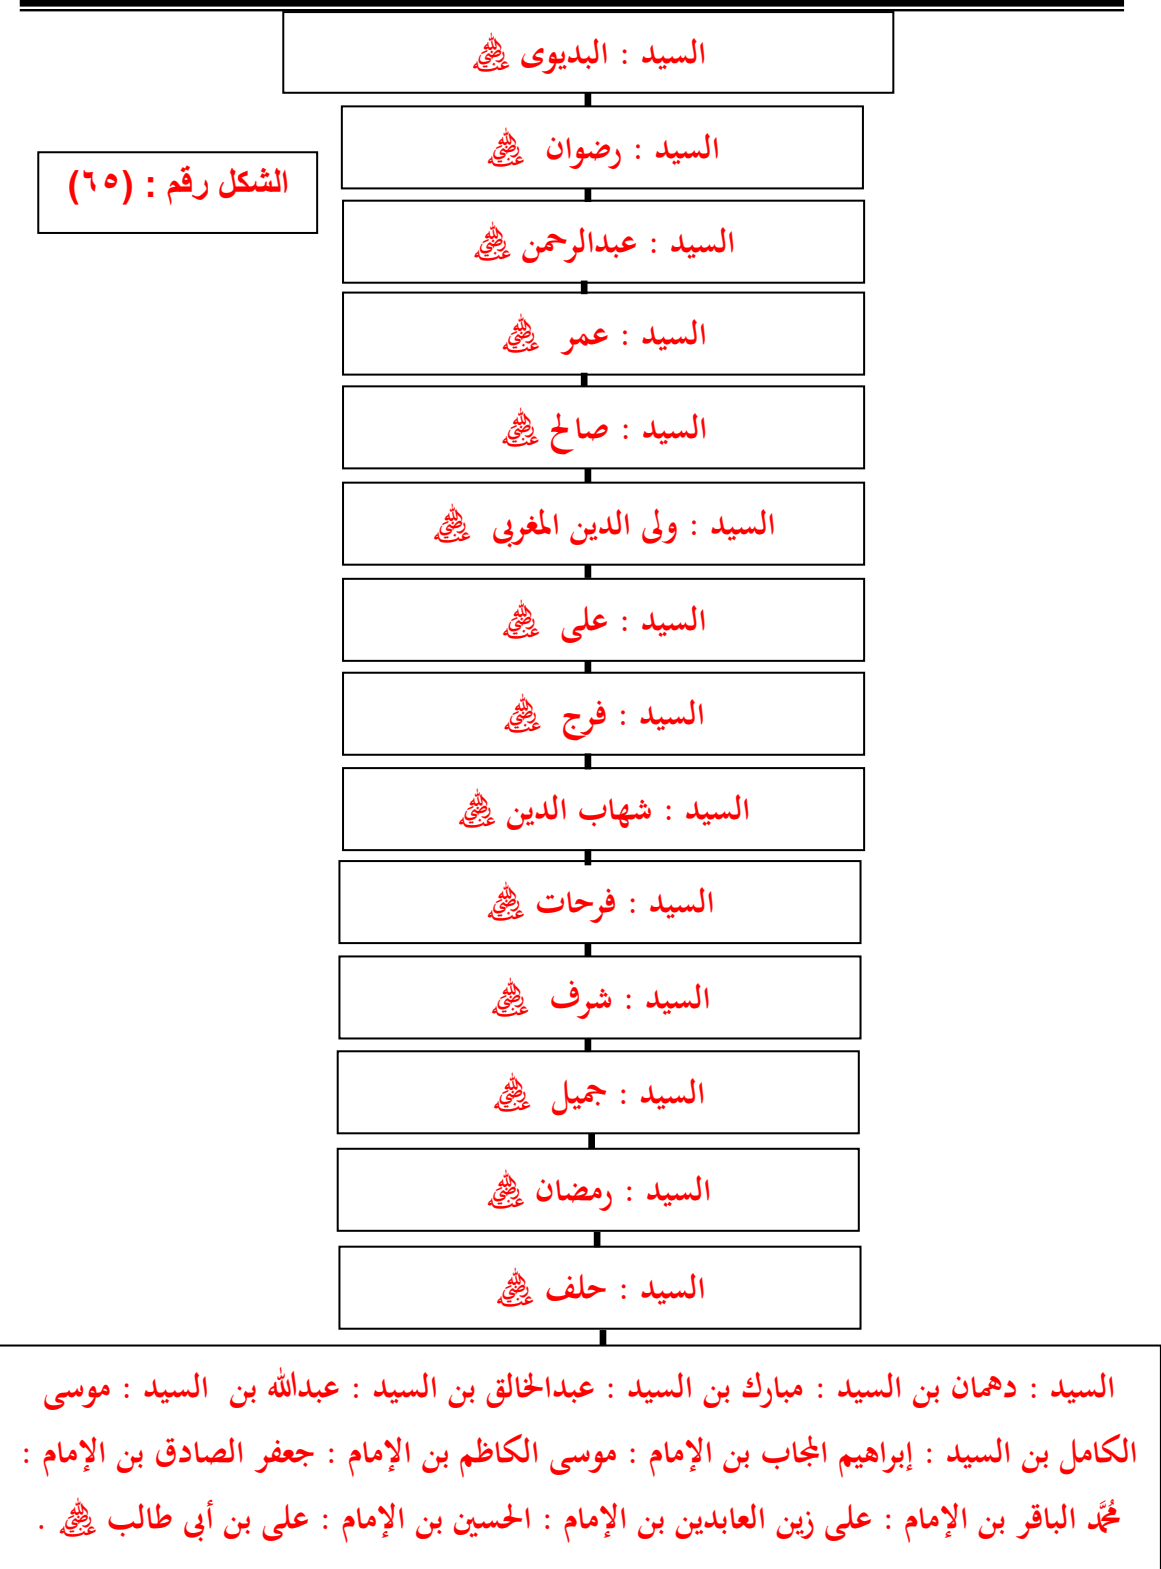 السيد : البديوى رضي الله عنه
السيد : رضوان رضي الله عنه
الشكل رقم : (٦٥)
السيد : عبدالرحمن رضي الله عنه
السيد : عمر رضي الله عنه
السيد : صالح رضي الله عنه
السيد : ولى الدين المغربى رضي الله عنه
السيد : على رضي الله عنه
السيد : فرج رضي الله عنه
السيد : شهاب الدين رضي الله عنه
السيد : فرحات رضي الله عنه
السيد : شرف رضي الله عنه
السيد : جميل رضي الله عنه
السيد : رمضان رضي الله عنه
السيد : حلف رضي الله عنه
السيد : دهمان بن السيد : مبارك بن السيد : عبدالخالق بن السيد : عبدالله بن السيد : موسى
الكامل بن السيد : إبراهيم المجاب بن الإمام : موسى الكاظم بن الإمام : جعفر الصادق بن الإمام :
مُحَمَّد الباقر بن الإمام : على زين العابدين بن الإمام : الحسين بن الإمام : على بن أبى طالب رضي الله عنه .